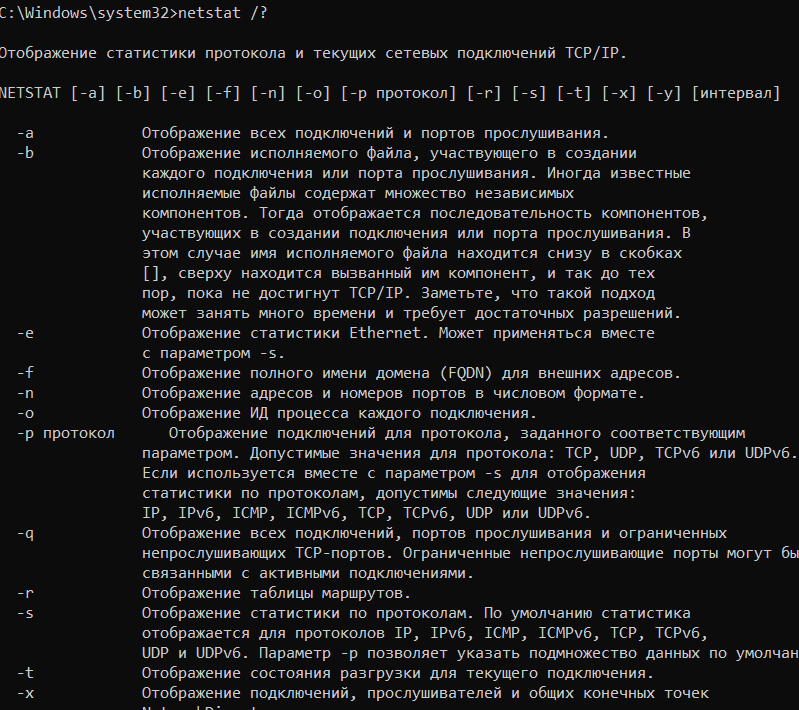 C:\Windows\system32>netstat /?
Отображение статистики протокола и текущих сетевых подключений TCP/IP.
NETSTAT [-a] [-b] [-e] [-f] [-n] [-o] [-p протокол] [-r] [-s] [-t] [-x] [-y] [интервал]
-a Отображение всех подключений и портов прослушивания.
-b Отображение исполняемого файла, участвующего в создании
каждого подключения или порта прослушивания. Иногда известные
исполняемые файлы содержат множество независимых
компонентов. Тогда отображается последовательность компонентов,
участвующих в создании подключения или порта прослушивания. В
этом случае имя исполняемого файла находится снизу в скобках
[], сверху находится вызванный им компонент, и так до тех
пор, пока не достигнут TCP/IP. Заметьте, что такой подход
может занять много времени и требует достаточных разрешений.
-e Отображение статистики Ethernet. Может применяться вместе
с параметром -s.
-f Отображение полного имени домена (FQDN) для внешних адресов.
-n Отображение адресов и номеров портов в числовом формате.
-o Отображение ИД процесса каждого подключения.
-p протокол Отображение подключений для протокола, заданного соответствующим
параметром. Допустимые значения для протокола: TCP, UDP, TCPv6 или UDPv6.
Если используется вместе с параметром -s для отображения
статистики по протоколам, допустимы следующие значения:
IP, IPv6, ICMP, ICMPv6, TCP, TCPv6, UDP или UDPv6.
-q Отображение всех подключений, портов прослушивания и ограниченных
непрослушивающих TCP-портов. Ограниченные непрослушивающие порты могут бы
связанными с активными подключениями.
-r Отображение таблицы маршрутов.
-s Отображение статистики по протоколам. По умолчанию статистика
отображается для протоколов IP, IPv6, ICMP, ICMPv6, TCP, TCPv6,
UDP и UDPv6. Параметр -p позволяет указать подмножество данных по умолчан
-t Отображение состояния разгрузки для текущего подключения.
-x Отображение подключений, прослушивателей и общих конечных точек